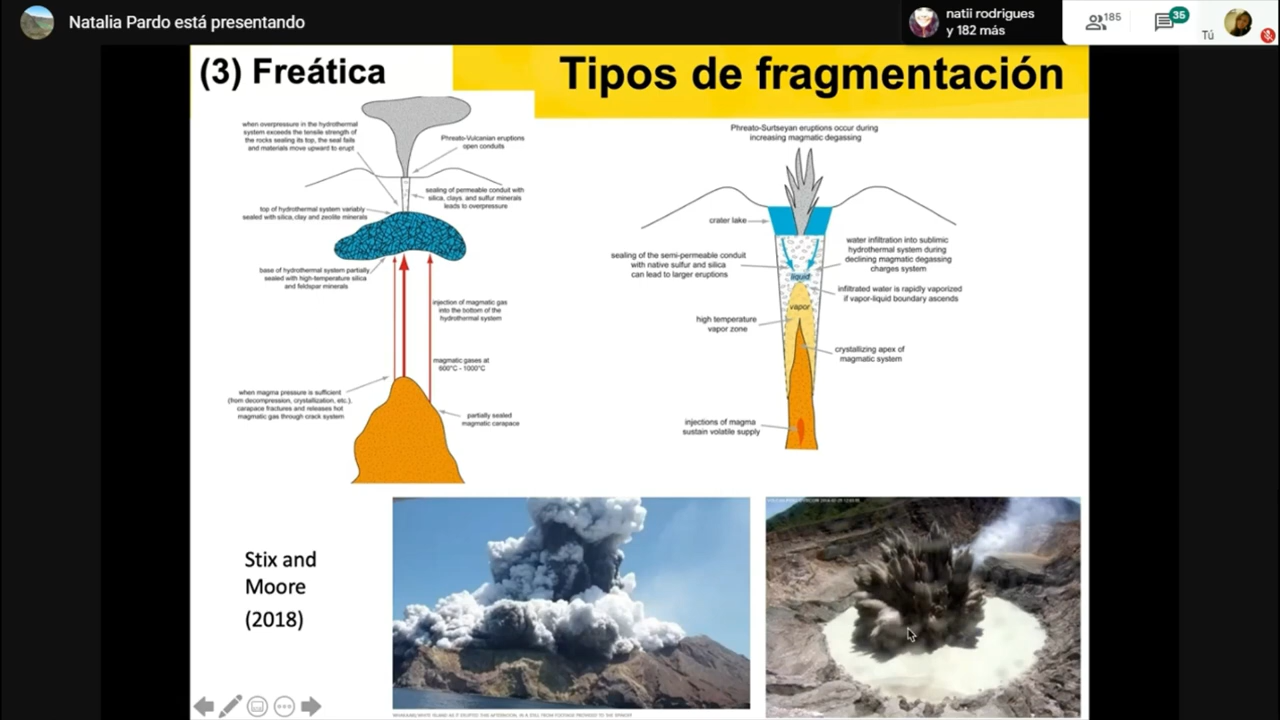 Natalia Pardo está presentando
natii rodrigues
y 182 más
185
35
Tú
(3) Freática
Tipos de fragmentación
when overpressure in the hydrothermal
system exceeds the tensile strength of
the rocks sealing its top, the seal fails
and materials move upward to erupt
Phreato-Vulcanian eruptions
open conduits
sealing of permeable conduit with
silica, clays, and sulfur minerals
leads to overpressure
top of hydrothermal system variably
sealed with silica, clay and zeolite minerals
base of hydrothermal system partially
sealed with high-temperature silica
and feldspar minerals
injection of magmatic gas
into the bottom of the
hydrothermal system
magmatic gases at
600°C - 1000°C
when magma pressure is sufficient
(from decompression, crystallization, etc.),
carapace fractures and releases hot
magmatic gas through crack system
partially sealed
magmatic carapace
Phreato-Surtseyan eruptions occur during
increasing magmatic degassing
crater lake
sealing of the semi-permeable conduit
with native sulfur and silica
can lead to larger eruptions
water infiltration into sublimic
hydrothermal system during
declining magmatic degassing
charges system
liquid
infiltrated water is rapidly vaporized
if vapor-liquid boundary ascends
vapor
high temperature
vapor zone
crystallizing apex of
magmatic system
injections of magma
sustain volatile supply
Stix and
Moore
(2018)